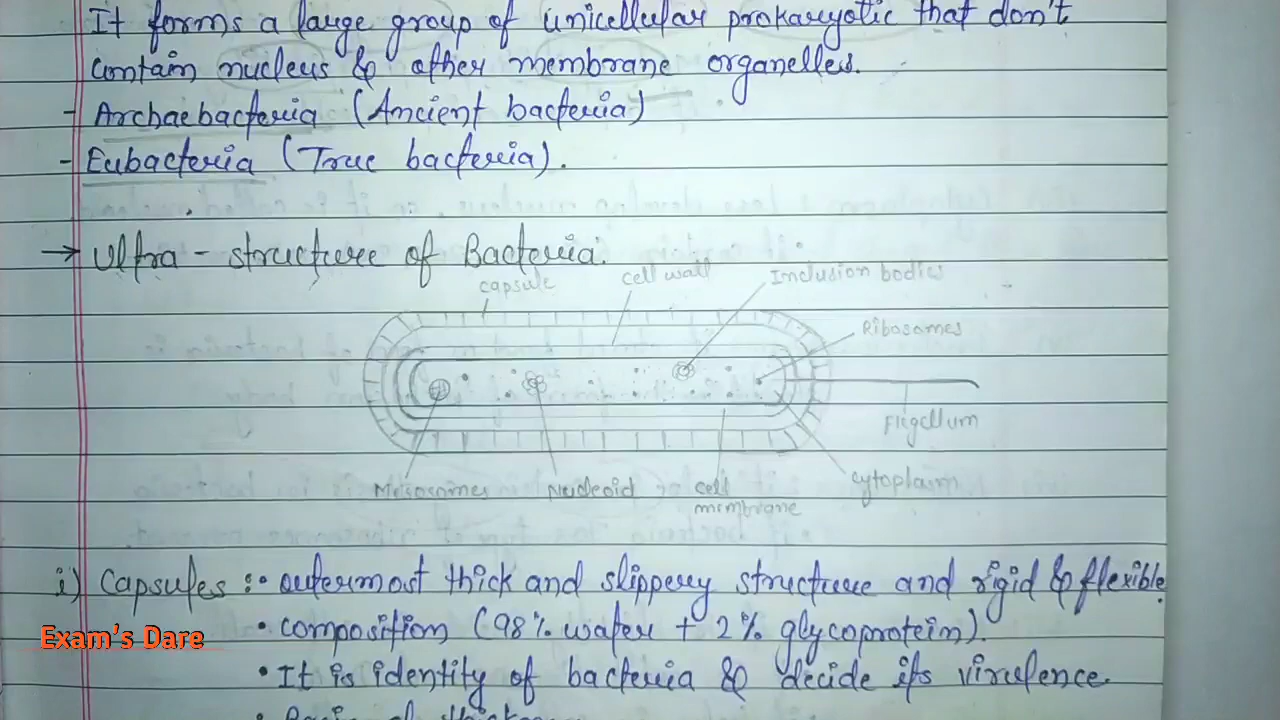 It forms a large group of unicellular prokaryotic that don't
contain nucleus & other membrane organelles.
- Archaebacteria (Ancient bacteria)
- Eubacteria (True bacteria).
→ Ultra - structure of Bacteria.
capsule cell wall Inclusion bodies
Ribosomes
Flgellum
Mesosomes Nucleoid cell membrane cytoplasm
i) Capsules :• outermost thick and slippery structure and rigid & flexible.
Exam's Dare
• composition (98% water + 2% glycoprotein).
• It is identity of bacteria & decide its virulence.